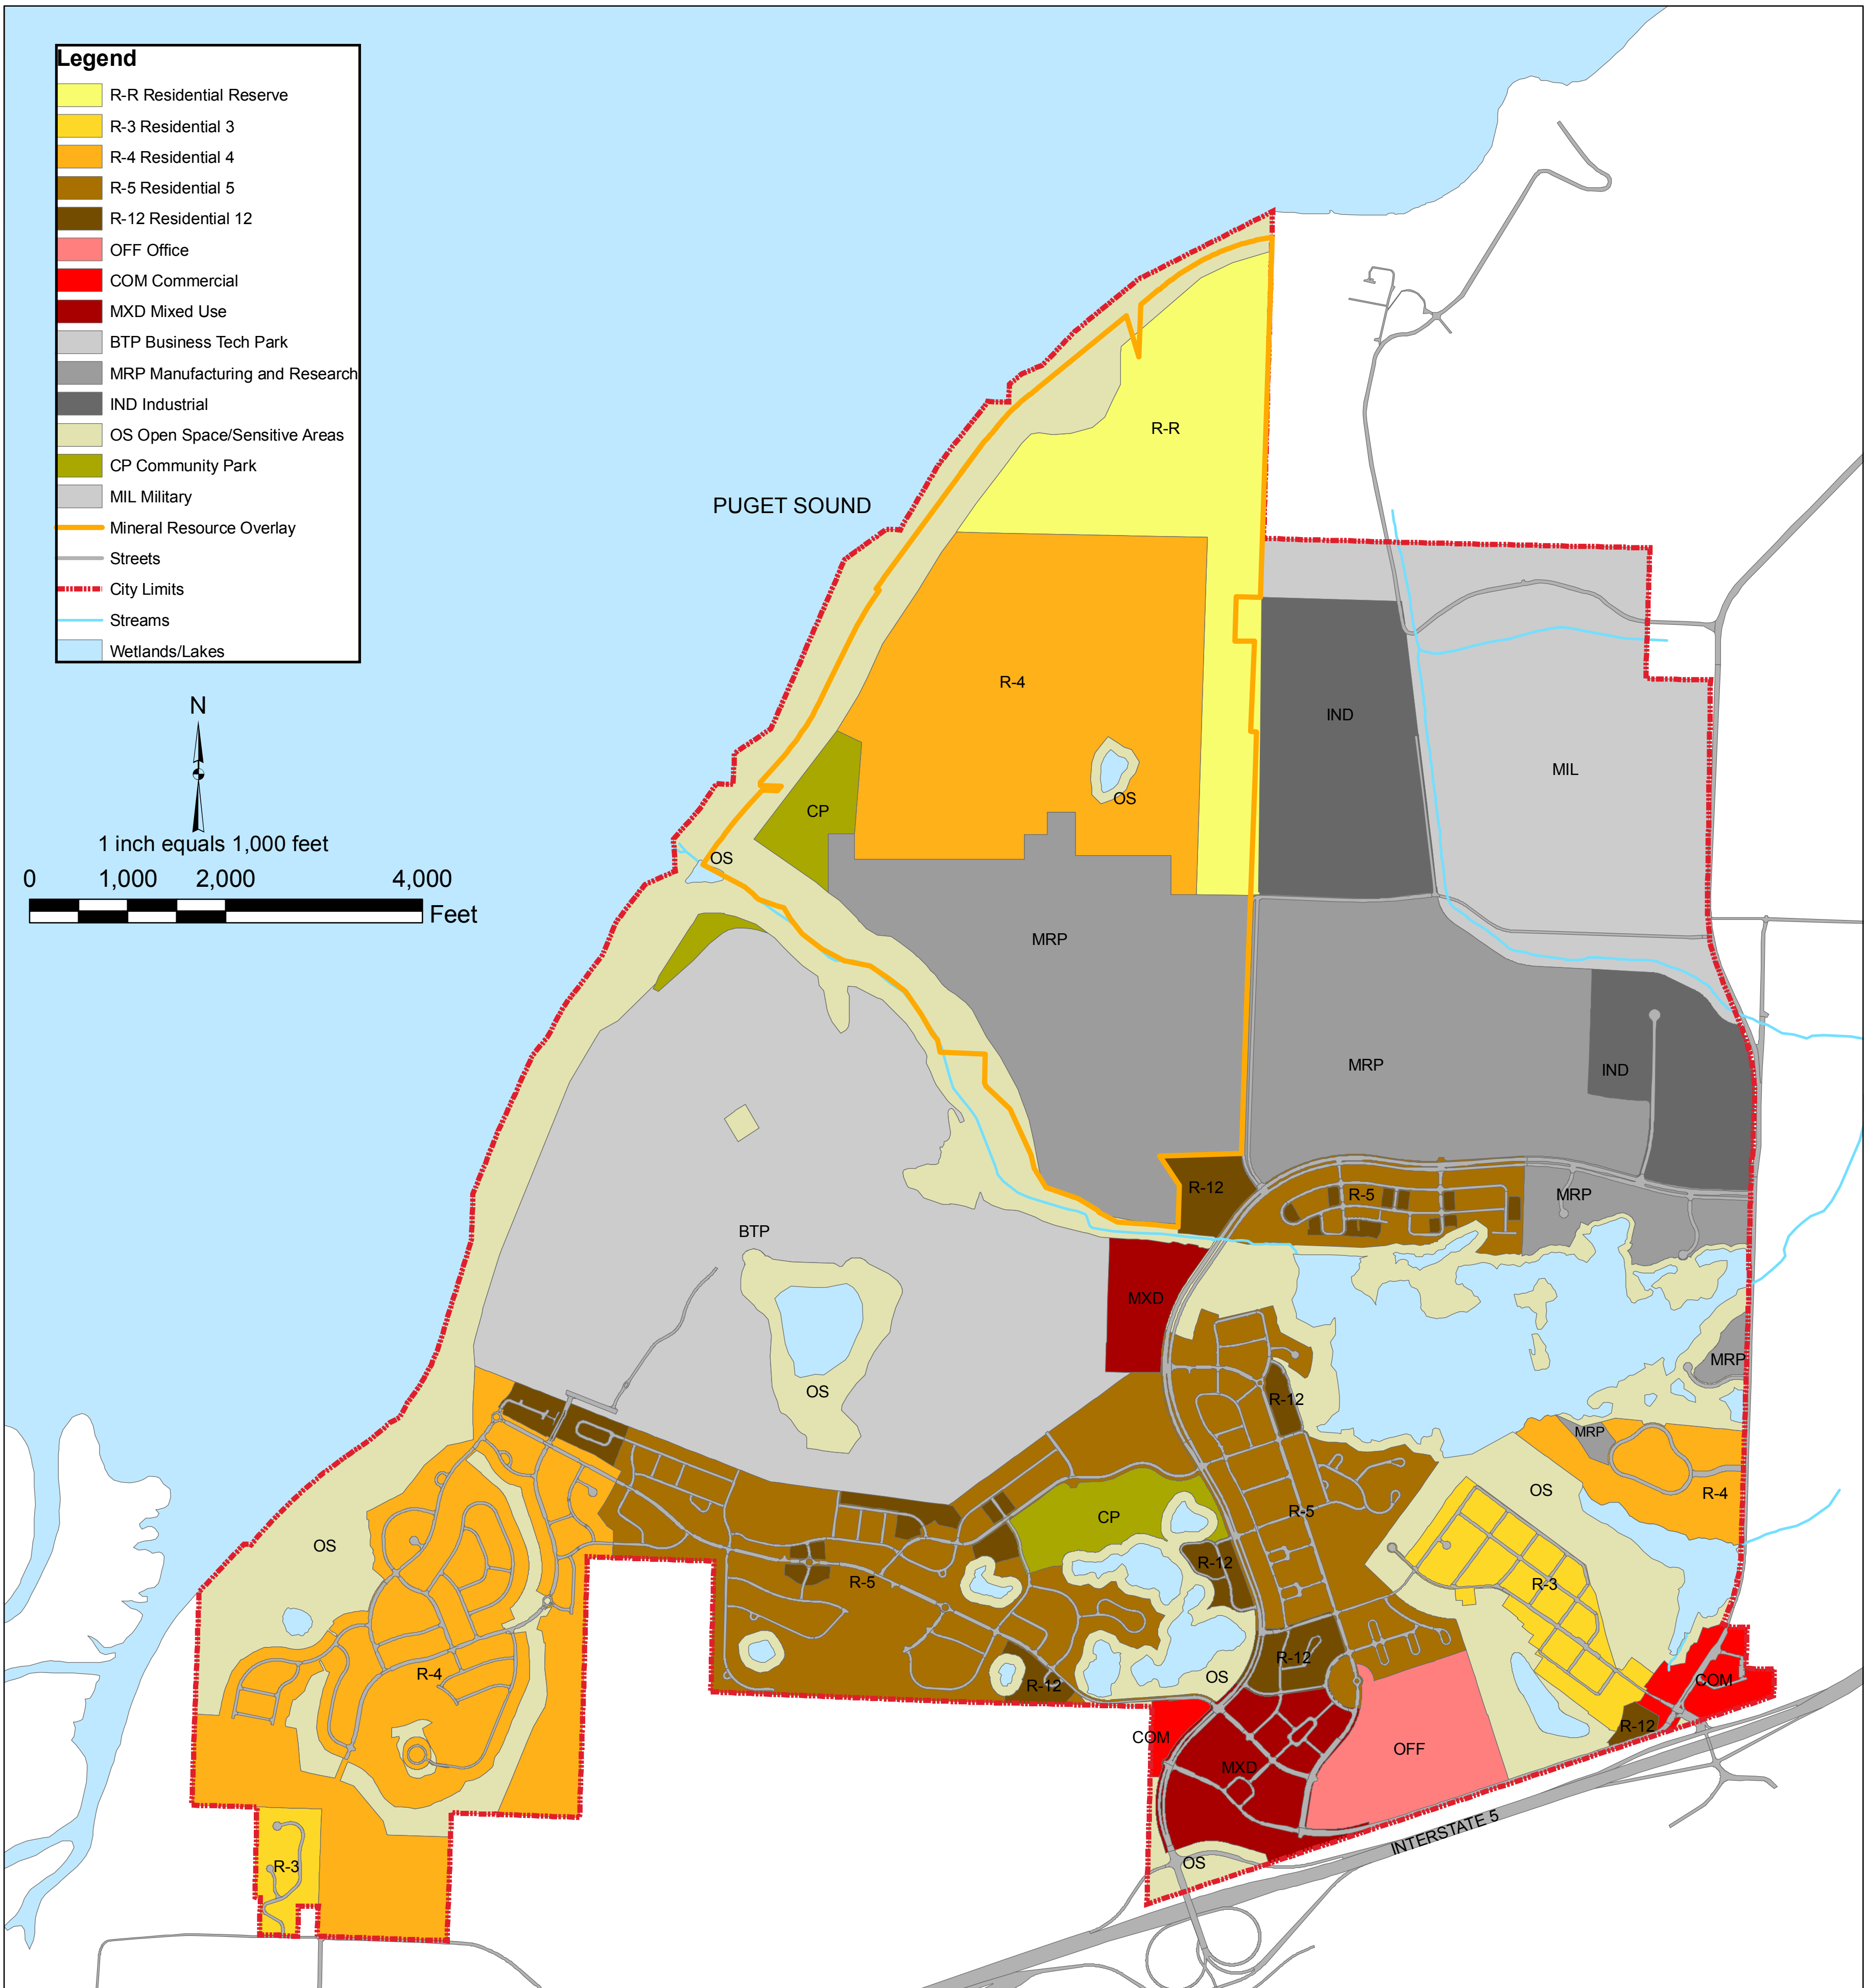 Legend
R-R Residential Reserve
R-3 Residential 3
R-4 Residential 4
R-5 Residential 5
R-12 Residential 12
OFF Office
COM Commercial
MXD Mixed Use
BTP Business Tech Park
MRP Manufacturing and Research
IND Industrial
OS Open Space/Sensitive Areas
CP Community Park
MIL Military
Mineral Resource Overlay
Streets
City Limits
Streams
Wetlands/Lakes
N
1 inch equals 1,000 feet
0 1,000 2,000 4,000
Feet
PUGET SOUND
R-R
R-4
IND
MIL
OS
CP
OS
MRP
MRP
IND
R-12
R-5
MRP
BTP
MXD
MRP
OS
R-12
MRP
OS
R-4
R-5
CP
OS
R-12
R-5
R-3
R-4
R-12
OS
R-12
COM
R-12
COM
OFF
MXD
INTERSTATE 5
OS
R-3